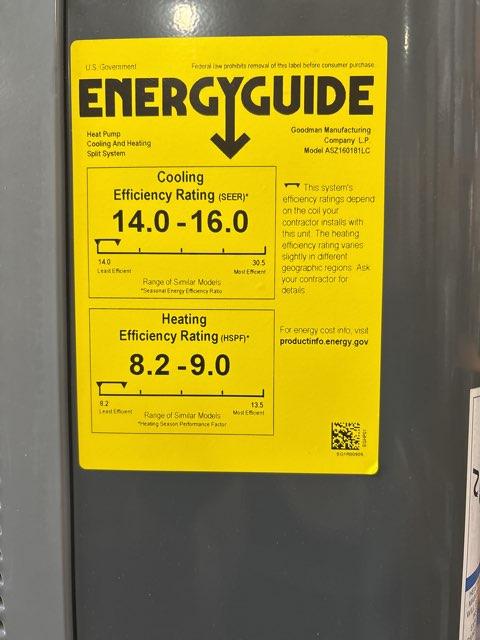 U.S. Government
Federal law prohibits removal of this label before consumer purchase.
ENERGYGUIDE
Heat Pump
Cooling And Heating
Split System
Goodman Manufacturing
Company L.P.
Model ASZ160181LC
Cooling
Efficiency Rating (SEER)*
14.0 - 16.0
14.0
30.5
Least Efficient
Most Efficient
Range of Similar Models
*Seasonal Energy Efficiency Ratio
This system's
efficiency ratings depend
on the coil your
contractor installs with
this unit. The heating
efficiency rating varies
slightly in different
geographic regions. Ask
your contractor for
details.
Heating
Efficiency Rating (HSPF)*
8.2 - 9.0
8.2
13.5
Least Efficient
Most Efficient
Range of Similar Models
*Heating Season Performance Factor
For energy cost info, visit
productinfo.energy.gov